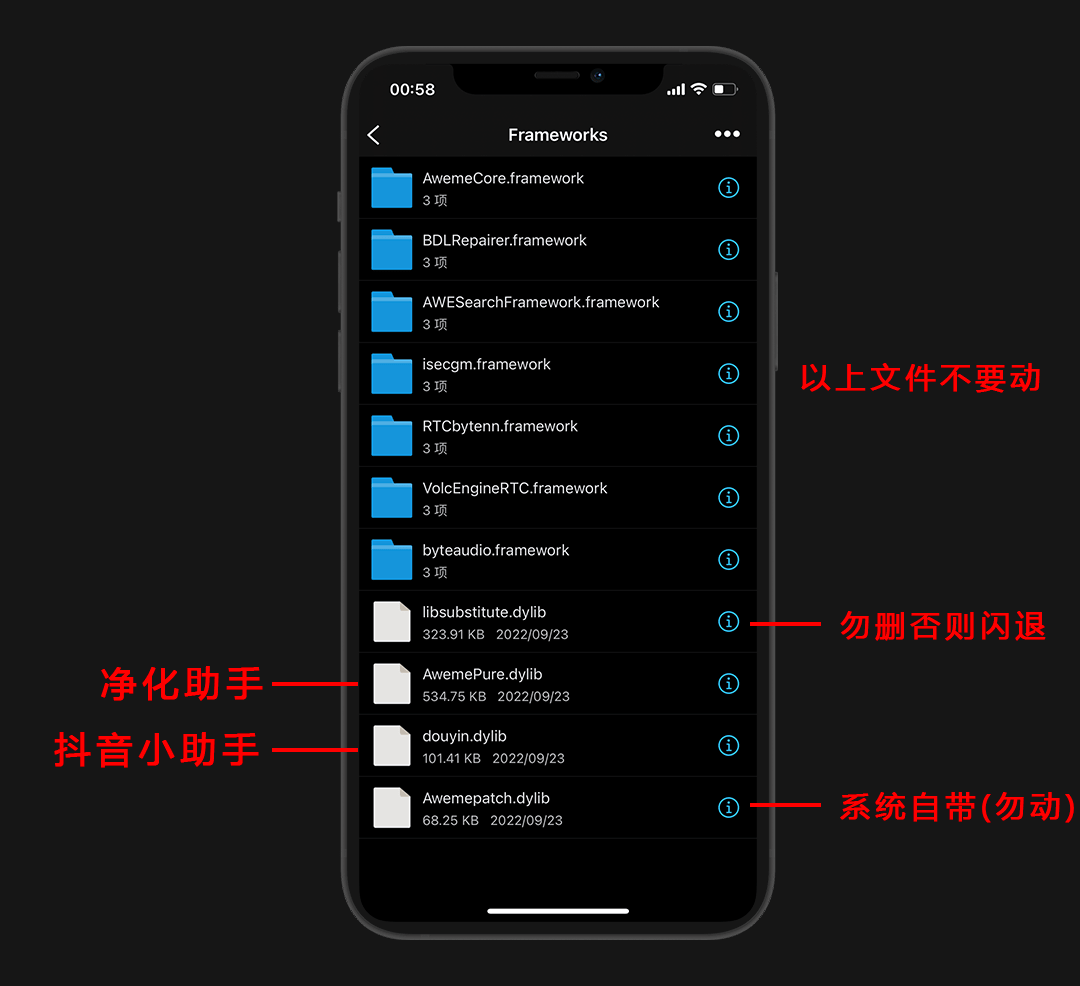 00:58
Frameworks
AwemeCore.framework
3 项
BDLRepairer.framework
3 项
AWESearchFramework.framework
3 项
isecgm.framework
3 项
以上文件不要动
RTCbytenn.framework
3 项
VolcEngineRTC.framework
3 项
byteaudio.framework
3 项
libsubstitute.dylib
323.91 KB 2022/09/23
勿删否则闪退
净化助手
AwemePure.dylib
534.75 KB 2022/09/23
抖音小助手
douyin.dylib
101.41 KB 2022/09/23
Awemepatch.dylib
68.25 KB 2022/09/23
系统自带(勿动)